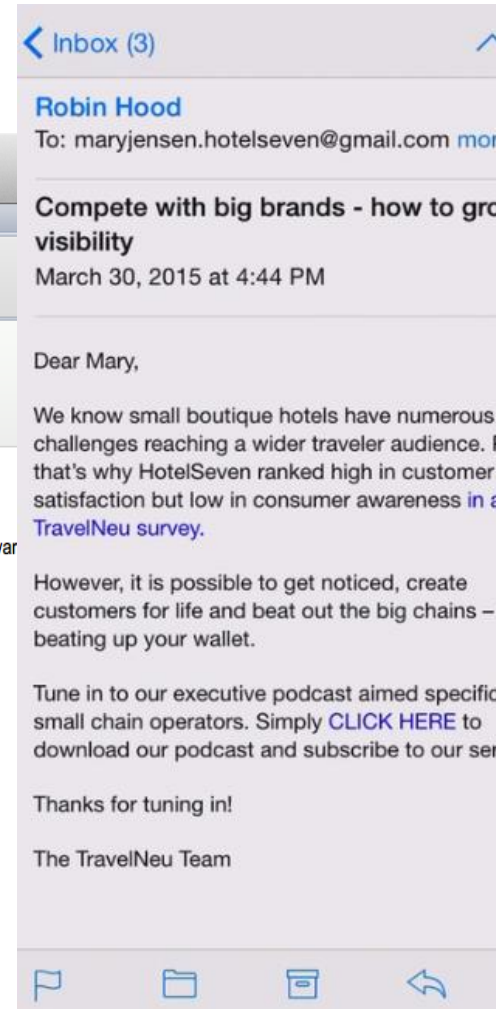 Inbox (3)
Robin Hood
To: maryjensen.hotelseven@gmail.com
Compete with big brands - how to
visibility
March 30, 2015 at 4:44 PM
Dear Mary,
We know small boutique hotels have numerous
challenges reaching a wider traveler audience.
that's why HotelSeven ranked high in customer
satisfaction but low in consumer awareness in
TravelNeu survey.
However, it is possible to get noticed, create
customers for life and beat out the big chains –
beating up your wallet.
Tune in to our executive podcast aimed
small chain operators. Simply CLICK HERE to
download our podcast and subscribe to our
Thanks for tuning in!
The TravelNeu Team